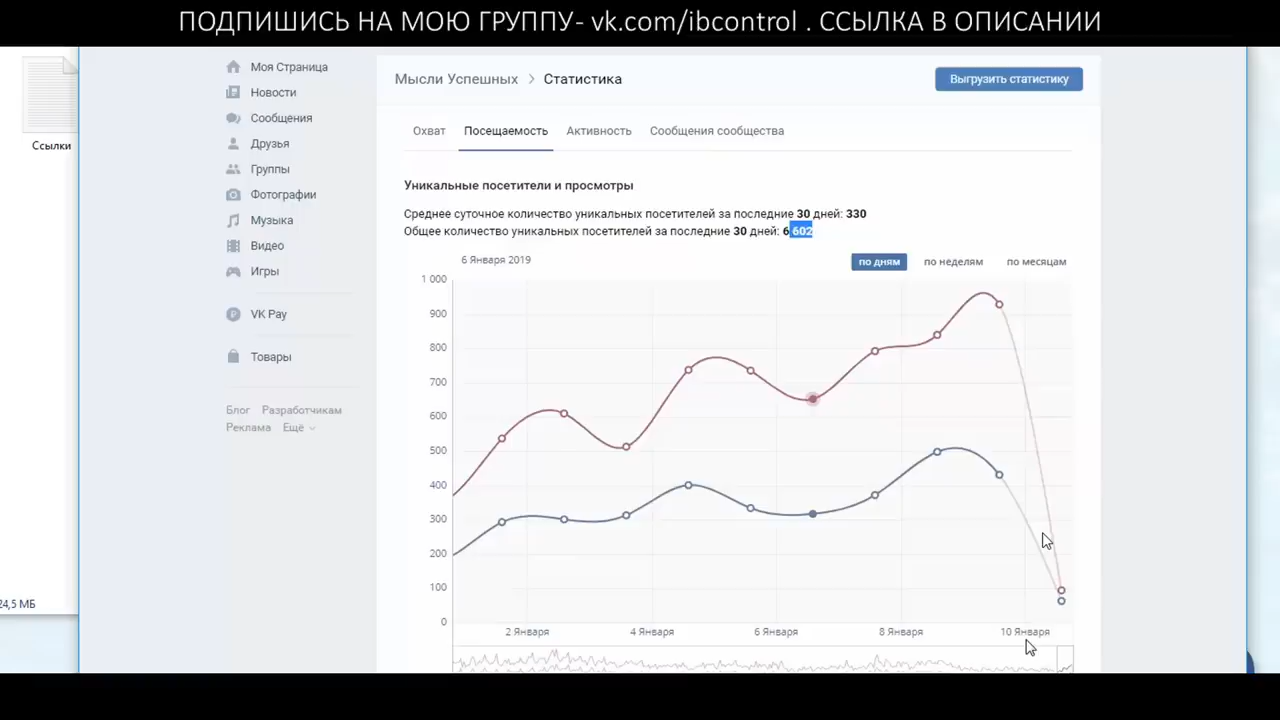 ПОДПИШИСЬ НА МОЮ ГРУППУ- vk.com/ibcontrol . ССЫЛКА В ОПИСАНИИ
Ссылки
24,5 МБ
Моя Страница
Новости
Сообщения
Друзья
Группы
Фотографии
Музыка
Видео
Игры
VK Pay
Товары
Блог Разработчикам
Реклама Ещё
Мысли Успешных > Статистика
Выгрузить статистику
Охват Посещаемость Активность Сообщения сообщества
Уникальные посетители и просмотры
Среднее суточное количество уникальных посетителей за последние 30 дней: 330
Общее количество уникальных посетителей за последние 30 дней: 6 602
6 Января 2019
по дням по неделям по месяцам
1 000
900
800
700
600
500
400
300
200
100
0
2 Января 4 Января 6 Января 8 Января 10 Января